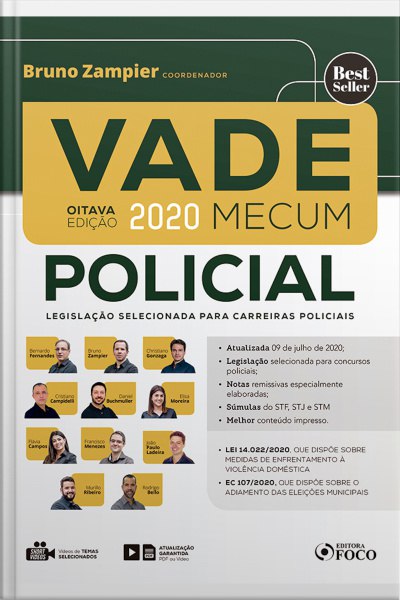 Bruno Zampier COORDENADOR
Best
Seller
VADE
OITAVA
EDIÇÃO
2020 MECUM
POLICIAL
LEGISLAÇÃO SELECIONADA PARA CARREIRAS POLICIAIS
Bernardo
Fernandes
Bruno
Zampier
Christiano
Gonzaga
Cristiano
Campidelli
Daniel
Buchmuller
Elisa
Moreira
Flávia
Campos
Francisco
Menezes
João
Paulo
Ladeira
Murillo
Ribeiro
Rodrigo
Bello
• Atualizada 09 de julho de 2020;
• Legislação selecionada para concursos
policiais;
• Notas remissivas especialmente
elaboradas;
• Súmulas do STF, STJ e STM
• Melhor conteúdo impresso.
• LEI 14.022/2020, QUE DISPÕE SOBRE
MEDIDAS DE ENFRENTAMENTO À
VIOLÊNCIA DOMÉSTICA
• EC 107/2020, QUE DISPÕE SOBRE O
ADIAMENTO DAS ELEIÇÕES MUNICIPAIS
SHORT
VIDEOS
Vídeos de TEMAS
SELECIONADOS
PDF
ATUALIZAÇÃO
GARANTIDA
PDF ou Vídeo
EDITORA
FOCO